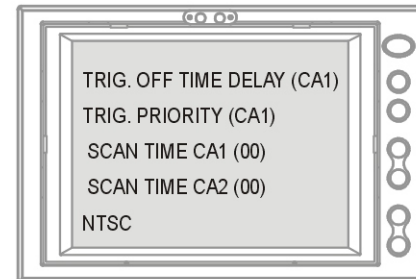 TRIG. OFF TIME DELAY (CA1)
TRIG. PRIORITY (CA1)
SCAN TIME CA1 (00)
SCAN TIME CA2 (00)
NTSC